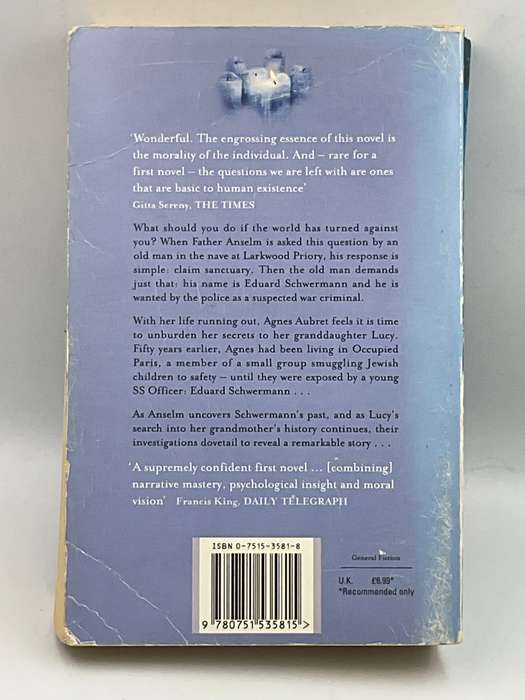 'Wonderful. The engrossing essence of this novel is
the morality of the individual. And – rare for a
first novel – the questions we are left with are ones
that are basic to human existence'
Gitta Sereny, THE TIMES
What should you do if the world has turned against
you? When Father Anselm is asked this question by an
old man in the nave at Larkwood Priory, his response is
simple: claim sanctuary. Then the old man demands
just that: his name is Eduard Schwermann and he is
wanted by the police as a suspected war criminal.
With her life running out, Agnes Aubret feels it is time
to unburden her secrets to her granddaughter Lucy.
Fifty years earlier, Agnes had been living in Occupied
Paris, a member of a small group smuggling Jewish
children to safety – until they were exposed by a young
SS Officer: Eduard Schwermann . . .
As Anselm uncovers Schwermann's past, and as Lucy's
search into her grandmother's history continues, their
investigations dovetail to reveal a remarkable story . . .
'A supremely confident first novel ... [combining]
narrative mastery, psychological insight and moral
vision' Francis King, DAILY TELEGRAPH
ISBN 0-7515-3581-8
9 780751 535815 >
General Fiction
U.K. £6.99*
*Recommended only